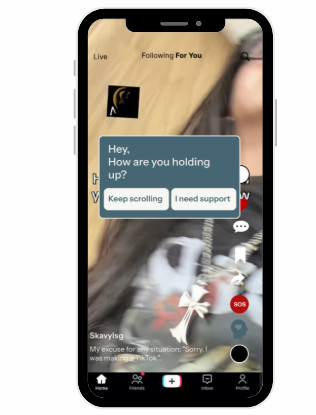 Live
Following For You
Hey,
How are you holding
up?
Keep scrolling
I need support
SOS
Skavylsg
My excuse for any situation: "Sorry, I
was making a TikTok."
Home
Friends
Inbox
Profile